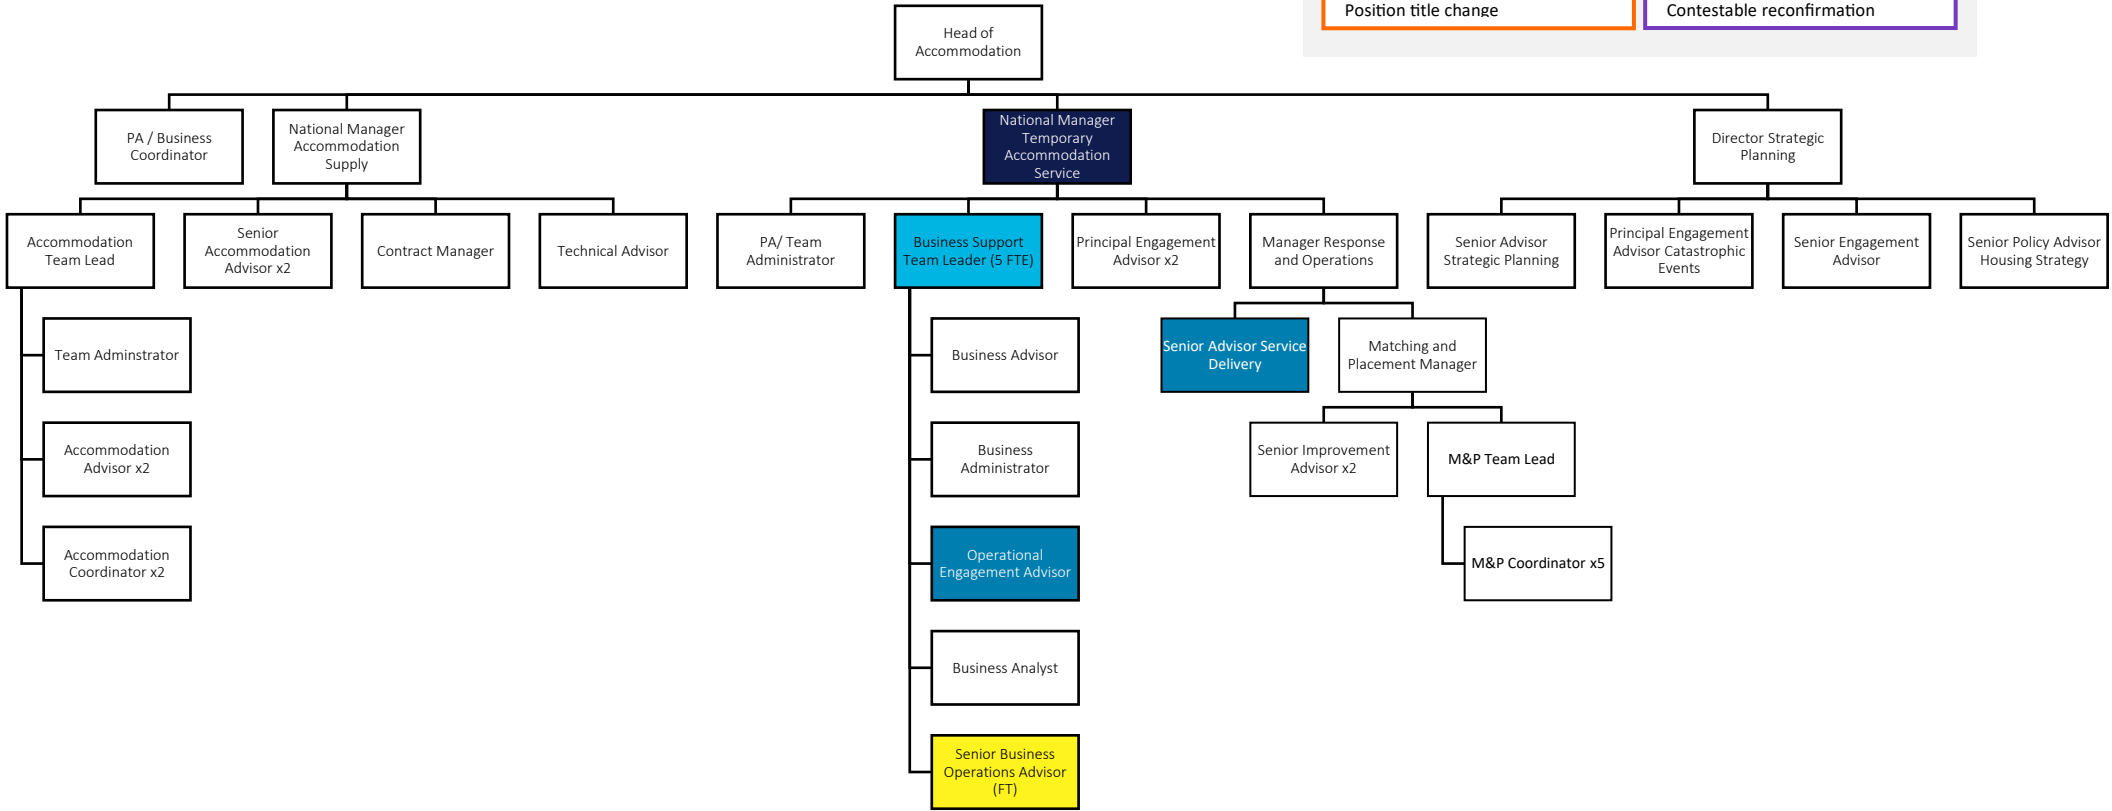 Position title change
Contestable reconfirmation
Head of
Accommodation
PA / Business
Coordinator
National Manager
Accommodation
Supply
National Manager
Temporary
Accommodation
Service
Director Strategic
Planning
Accommodation
Team Lead
Senior
Accommodation
Advisor x2
Contract Manager
Technical Advisor
PA/ Team
Administrator
Business Support
Team Leader (5 FTE)
Principal Engagement
Advisor x2
Manager Response
and Operations
Senior Advisor
Strategic Planning
Principal Engagement
Advisor Catastrophic
Events
Senior Engagement
Advisor
Senior Policy Advisor
Housing Strategy
Team Adminstrator
Business Advisor
Senior Advisor Service
Delivery
Matching and
Placement Manager
Accommodation
Advisor x2
Business
Administrator
Senior Improvement
Advisor x2
M&P Team Lead
Accommodation
Coordinator x2
Operational
Engagement Advisor
M&P Coordinator x5
Business Analyst
Senior Business
Operations Advisor
(FT)